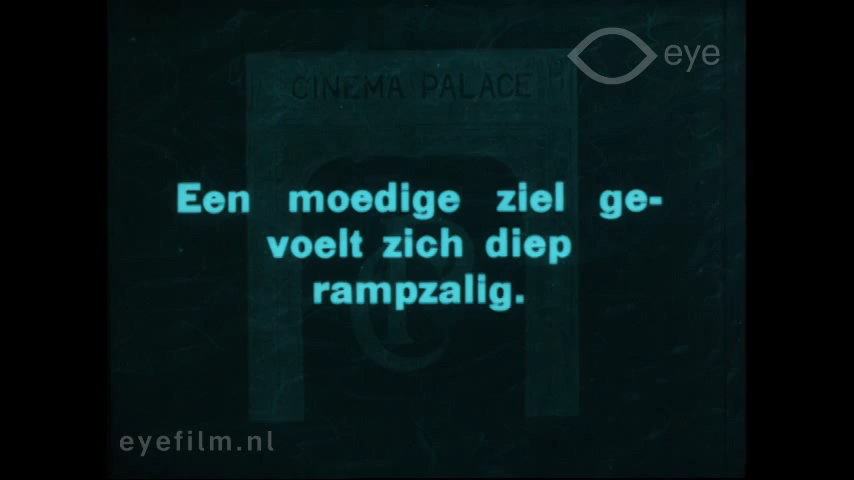 eye
CINEMA PALACE
Een moedige ziel ge-
voelt zich diep
rampzalig.
eyefilm.nl